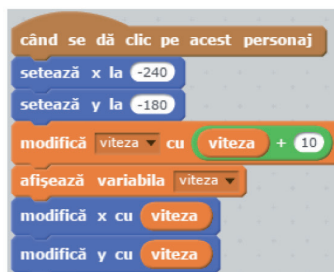 când se dă clic pe acest personaj
setează x la -240
setează y la -180
modifică viteza cu viteza + 10
afișează variabila viteza
modifică x cu viteza
modifică y cu viteza